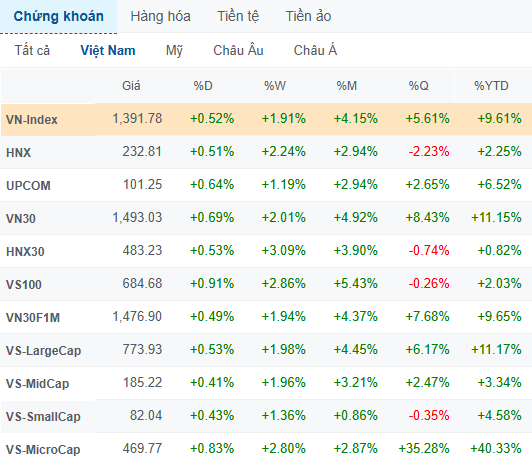 Chứng khoán Hàng hóa Tiền tệ Tiền ảo
Tất cả Việt Nam Mỹ Châu Âu Châu Á
Giá %D %W %M %Q %YTD
VN-Index 1,391.78 +0.52% +1.91% +4.15% +5.61% +9.61%
HNX 232.81 +0.51% +2.24% +2.94% -2.23% +2.25%
UPCOM 101.25 +0.64% +1.19% +2.94% +2.65% +6.52%
VN30 1,493.03 +0.69% +2.01% +4.92% +8.43% +11.15%
HNX30 483.23 +0.53% +3.09% +3.90% -0.74% +0.82%
VS100 684.68 +0.91% +2.86% +5.43% -0.26% +2.03%
VN30F1M 1,476.90 +0.49% +1.94% +4.37% +7.68% +9.65%
VS-LargeCap 773.93 +0.53% +1.98% +4.45% +6.17% +11.17%
VS-MidCap 185.22 +0.41% +1.96% +3.21% +2.47% +3.34%
VS-SmallCap 82.04 +0.43% +1.36% +0.86% -0.35% +4.58%
VS-MicroCap 469.77 +0.83% +2.80% +2.87% +35.28% +40.33%